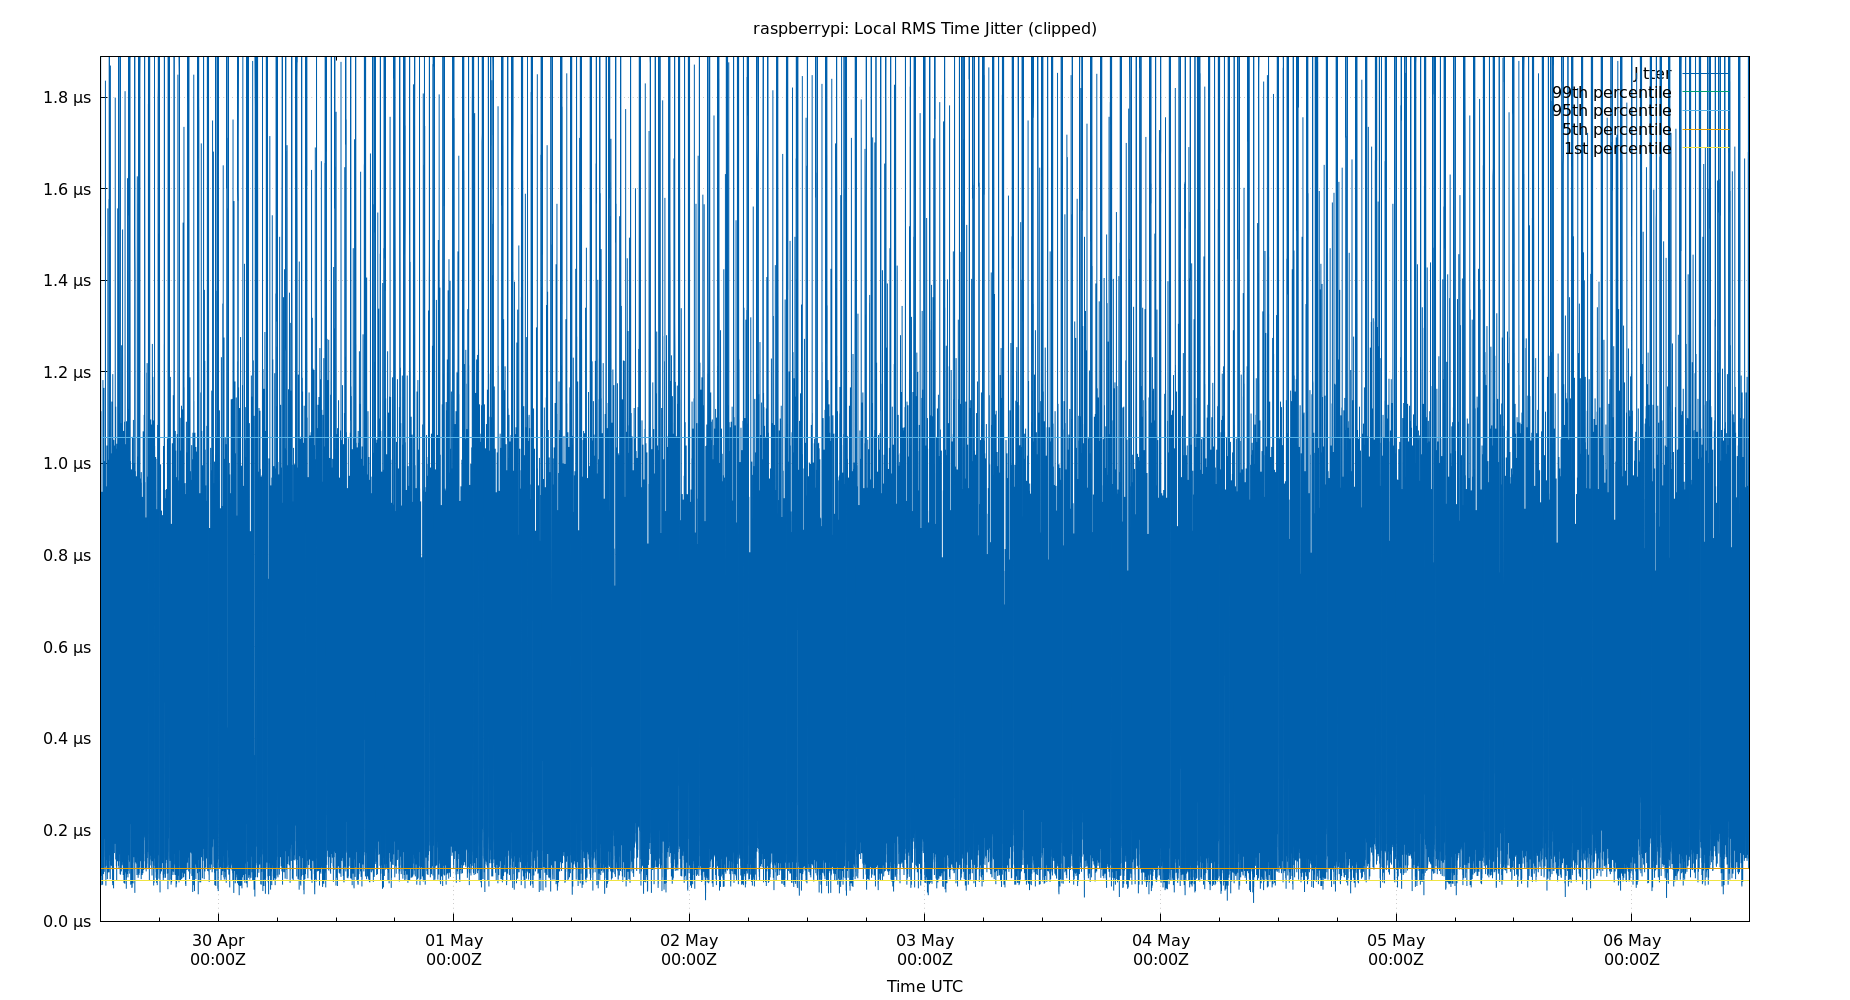 raspberrypi: Local RMS Time Jitter (clipped)
Jitter
99th percentile
95th percentile
5th percentile
1st percentile
1.8 µs
1.6 µs
1.4 µs
1.2 µs
1.0 µs
0.8 µs
0.6 µs
0.4 µs
0.2 µs
0.0 µs
30 Apr 01 May 02 May 03 May 04 May 05 May 06 May
00:00Z 00:00Z 00:00Z 00:00Z 00:00Z 00:00Z 00:00Z
Time UTC